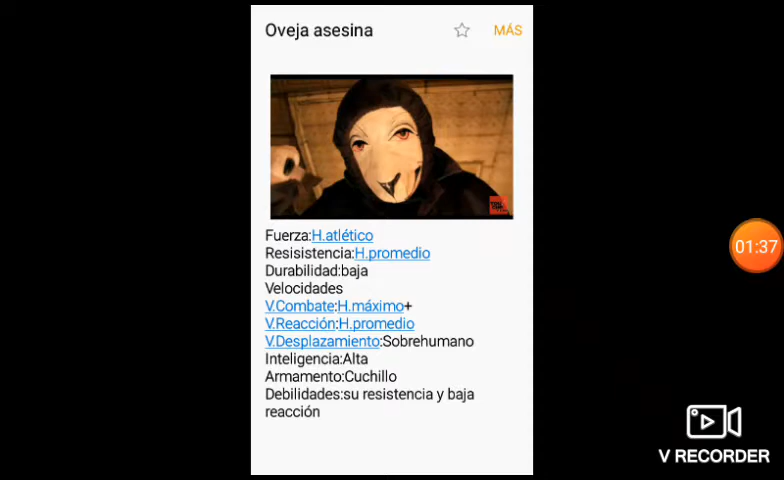 Oveja asesina
MÁS
Fuerza:H.atlético
Resisistencia:H.promedio
Durabilidad:baja
Velocidades
V.Combate:H.máximo+
V.Reacción:H.promedio
V.Desplazamiento:Sobrehumano
Inteligencia:Alta
Armamento:Cuchillo
Debilidades:su resistencia y baja
reacción
01:37
V RECORDER